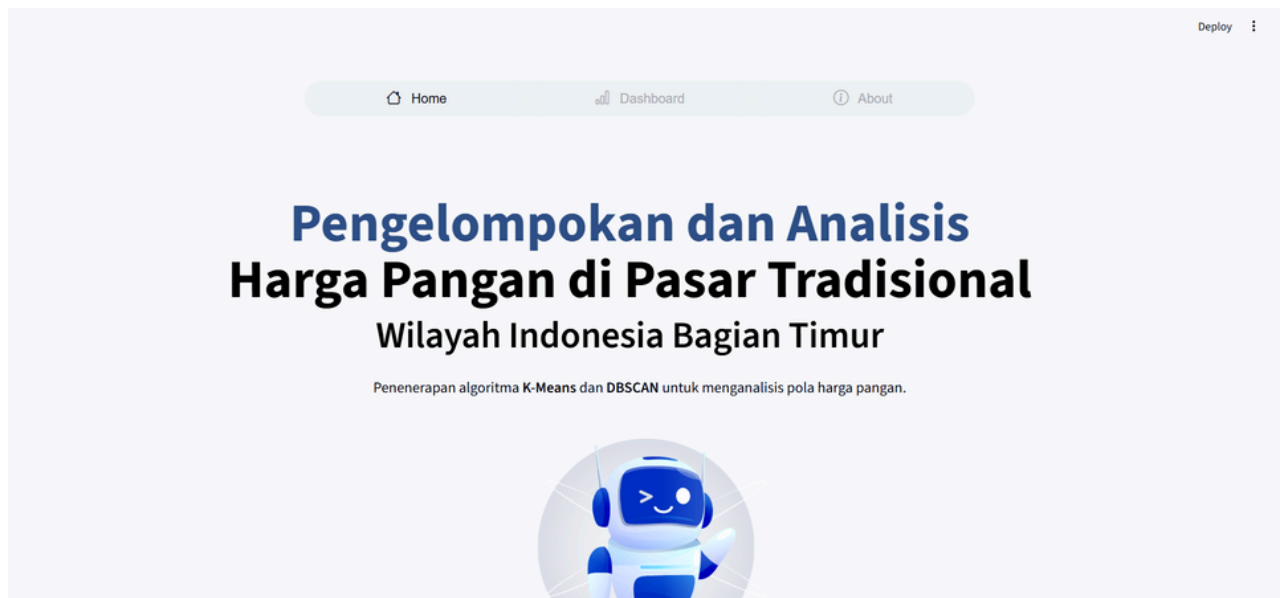 Deploy
Home Dashboard About
Pengelompokan dan Analisis
Harga Pangan di Pasar Tradisional
Wilayah Indonesia Bagian Timur
Penenerapan algoritma K-Means dan DBSCAN untuk menganalisis pola harga pangan.